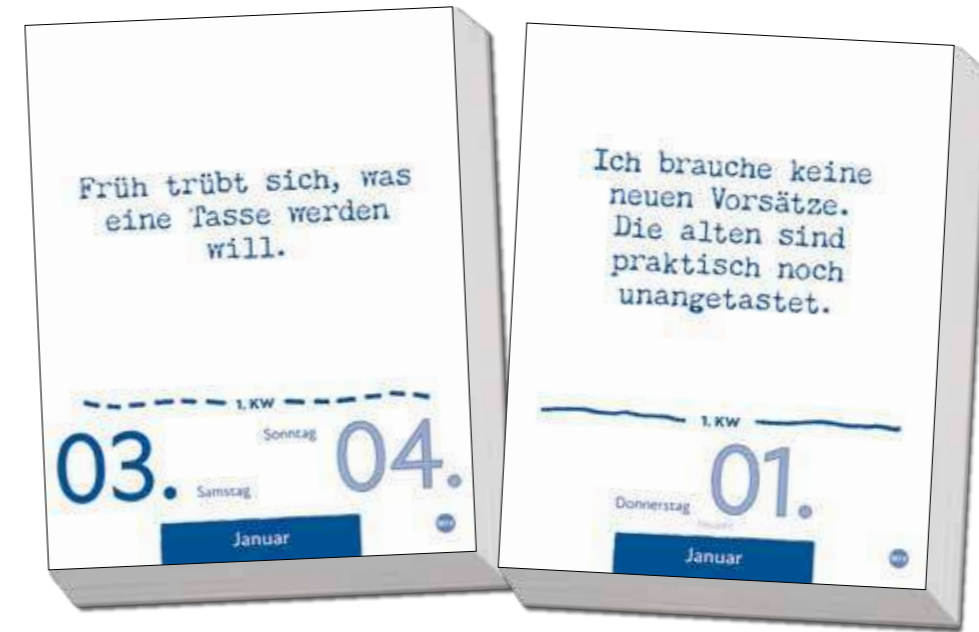 Früh trübt sich, was
eine Tasse werden
will.
1. KW
03.
Samstag
Sonntag
04.
Januar
Ich brauche keine
neuen Vorsätze.
Die alten sind
praktisch noch
unangetastet.
1. KW
Donnerstag
01.
Januar